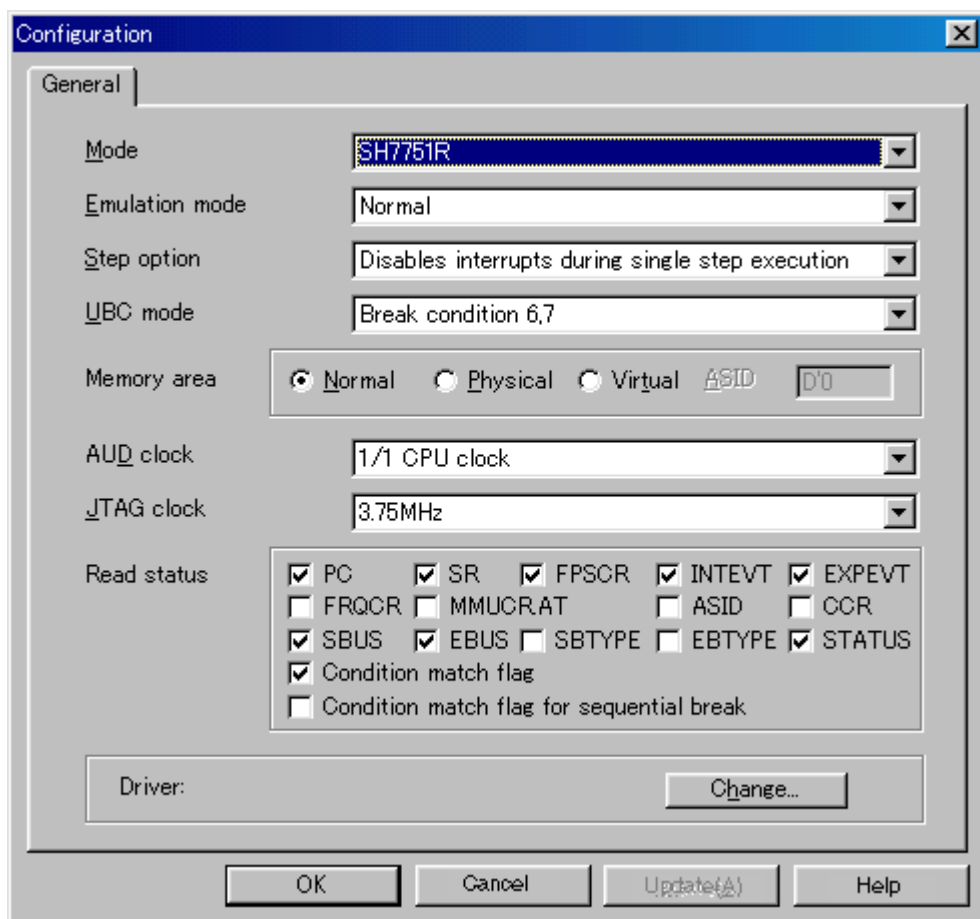 Configuration
General
Mode SH7751R
Emulation mode Normal
Step option Disables interrupts during single step execution
UBC mode Break condition 6,7
Memory area Normal Physical Virtual ASID D'0
AUD clock 1/1 CPU clock
JTAG clock 3.75MHz
Read status PC SR FPSCR INTEVT EXPEVT
FRQCR MMUCRAT ASID CCR
SBUS EBUS SBTYPE EBTYPE STATUS
Condition match flag
Condition match flag for sequential break
Driver: Change...
OK Cancel Update(A) Help